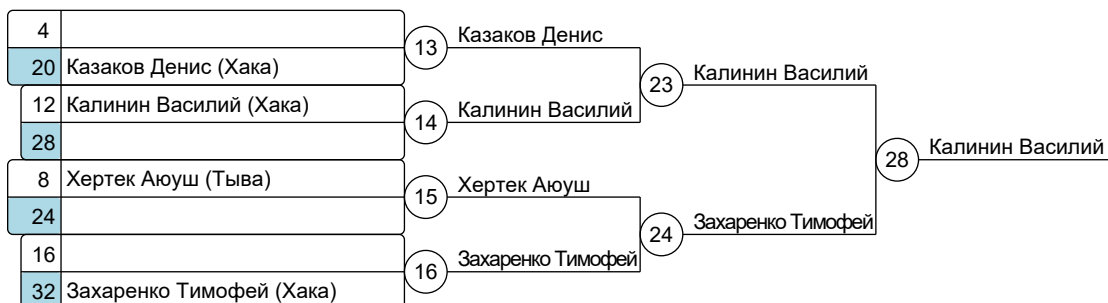 4
13 Казаков Денис
20 Казаков Денис (Хака)
23 Калинин Василий
12 Калинин Василий (Хака)
14 Калинин Василий
28
28 Калинин Василий
8 Хертек Аюуш (Тыва)
15 Хертек Аюуш
24
24 Захаренко Тимофей
16
16 Захаренко Тимофей
32 Захаренко Тимофей (Хака)